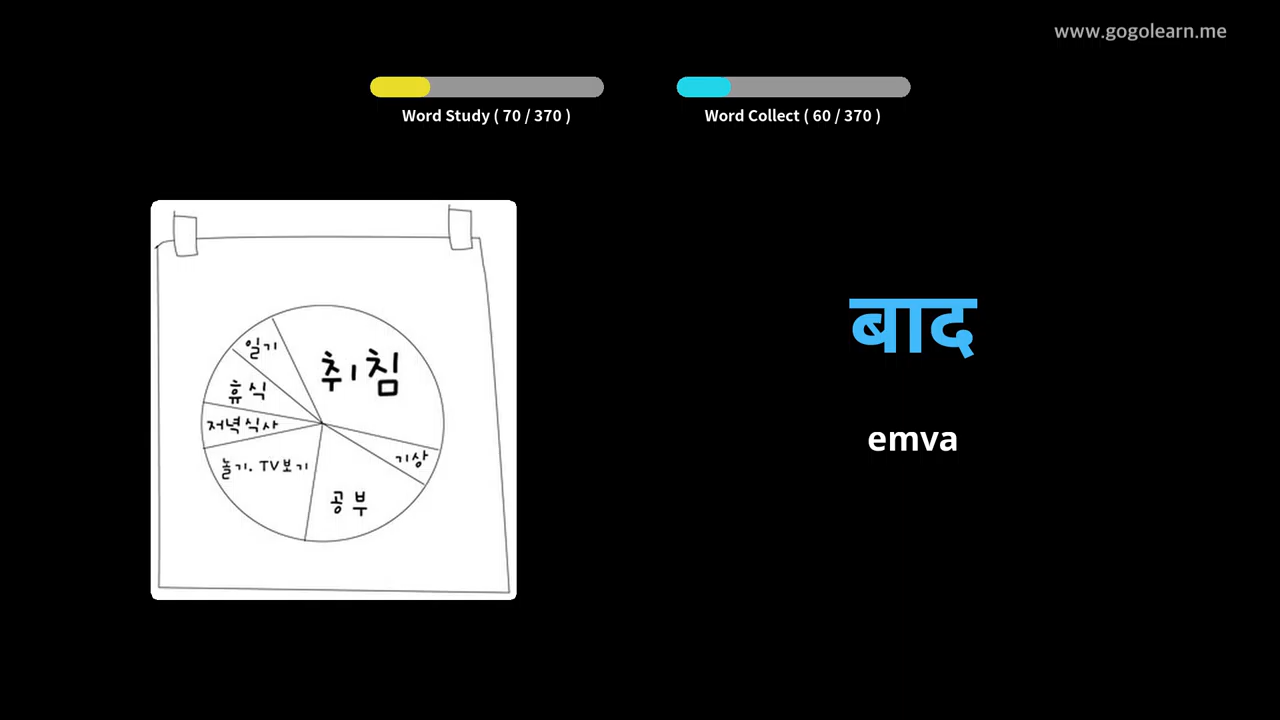 www.gogolearn.me
Word Study ( 70 / 370 )
Word Collect ( 60 / 370 )
일기
취침
휴식
저녁식사
놀기. TV보기
기상
공부
बाद
emva